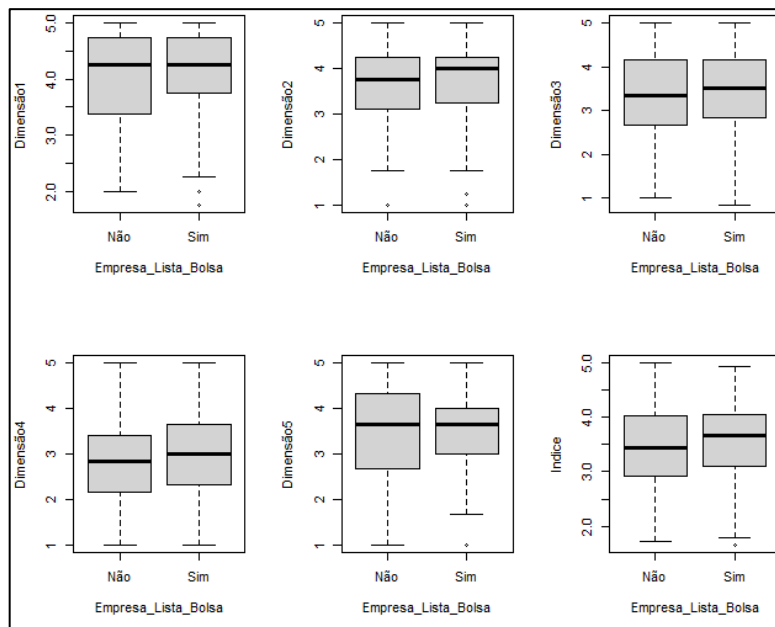 Dimensão1
5.0
4.0
3.0
2.0
Não Sim
Empresa_Lista_Bolsa
Dimensão2
5
4
3
2
1
Não Sim
Empresa_Lista_Bolsa
Dimensão3
5
4
3
2
1
Não Sim
Empresa_Lista_Bolsa
Dimensão4
5
4
3
2
1
Não Sim
Empresa_Lista_Bolsa
Dimensão5
5
4
3
2
1
Não Sim
Empresa_Lista_Bolsa
Indice
5.0
4.0
3.0
2.0
Não Sim
Empresa_Lista_Bolsa